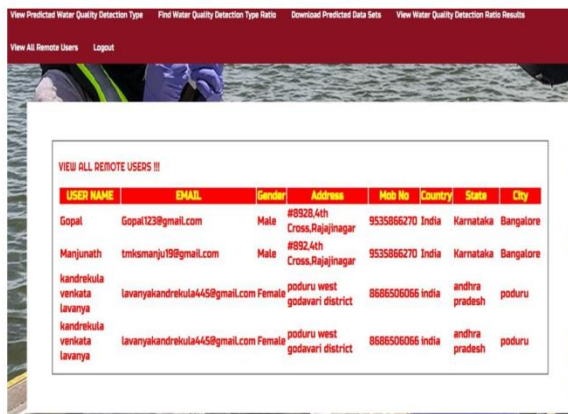 View Predicted Water Quality Detection Type Find Water Quality Detection Type Ratio Download Predicted Data Sets View Water Quality Detection Ratio Results
View All Remote Users Logout
VIEW ALL REMOTE USERS !!!
USER NAME EMAIL Gender Address Mob No Country State City
Gopal Gopal123@gmail.com Male #8928,4th Cross,Rajajinagar 9535866270 India Karnataka Bangalore
Manjunath tmksmanju19@gmail.com Male #892,4th Cross,Rajajinagar 9535866270 India Karnataka Bangalore
kandrekula venkata lavanya lavanyakandrekula445@gmail.com Female poduru west godavari district 8686506066 india andhra pradesh poduru
kandrekula venkata lavanya lavanyakandrekula445@gmail.com Female poduru west godavari district 8686506066 india andhra pradesh poduru